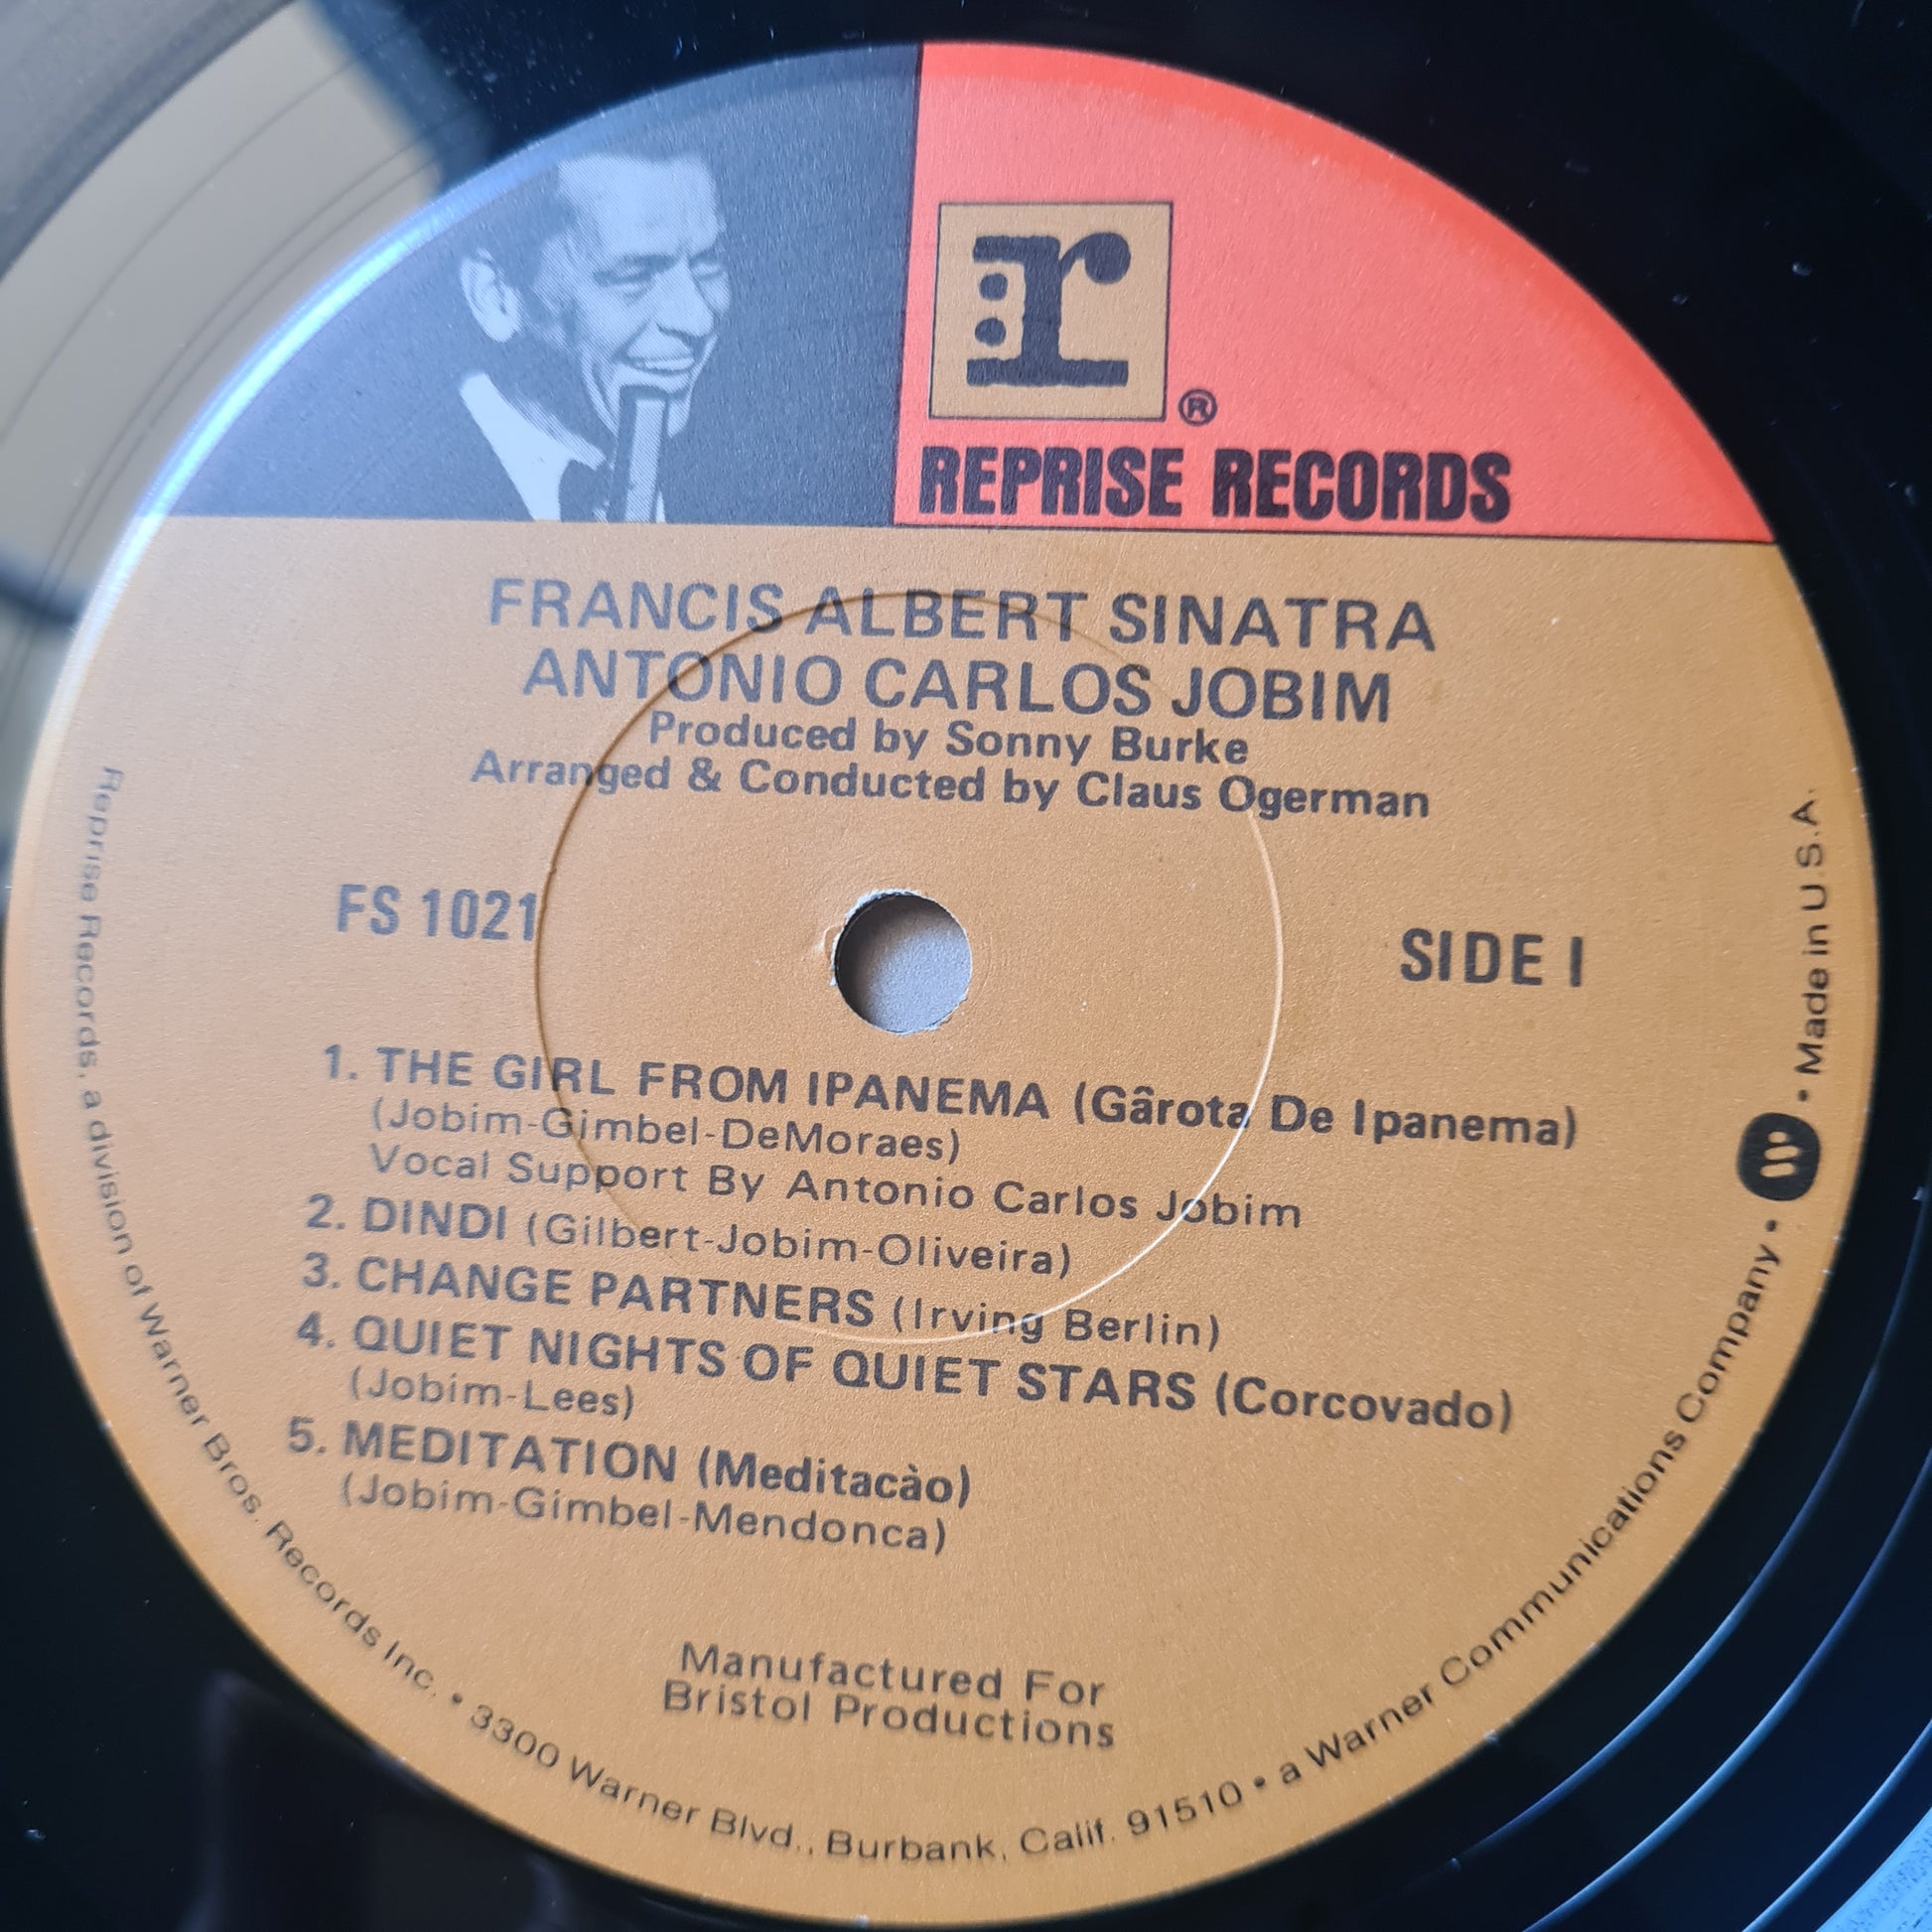 r
®
REPRISE RECORDS
FRANCIS ALBERT SINATRA
ANTONIO CARLOS JOBIM
Produced by Sonny Burke
Arranged & Conducted by Claus Ogerman
FS 1021
SIDE I
1. THE GIRL FROM IPANEMA (Gârota De Ipanema)
(Jobim-Gimbel-DeMoraes)
Vocal Support By Antonio Carlos Jobim
2. DINDI (Gilbert-Jobim-Oliveira)
3. CHANGE PARTNERS (Irving Berlin)
4. QUIET NIGHTS OF QUIET STARS (Corcovado)
(Jobim-Lees)
5. MEDITATION (Meditacào)
(Jobim-Gimbel-Mendonca)
Manufactured For
Bristol Productions
Reprise Records, a division of Warner Bros. Records Inc. • 3300 Warner Blvd., Burbank, Calif. 91510 • a Warner Communications Company • W • Made in U.S.A.